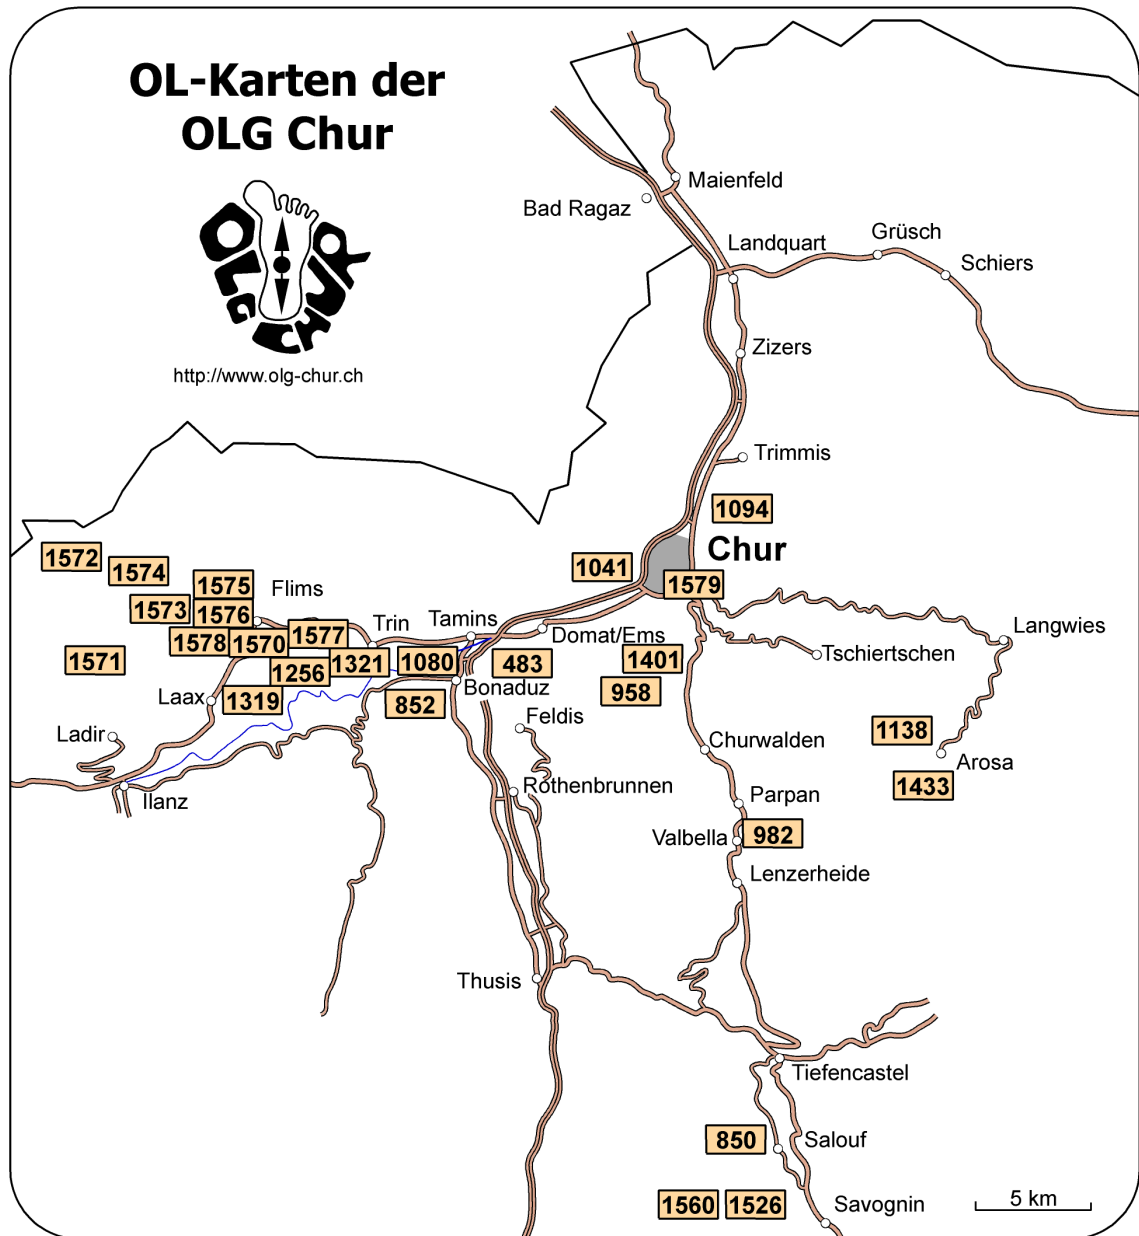 OL-Karten der
OLG Chur
OLG CHUR
http://www.olg-chur.ch
Maienfeld
Bad Ragaz
Landquart
Grüsch
Schiers
Zizers
Trimmis
1094
Chur
1041
1579
1572
1574
1575
Flims
1573
1576
1577
1578
1570
1571
1256
1321
1319
Trin
Tamins
Domat/Ems
1080
483
1401
958
852
Bonaduz
Laax
Ladir
Ilanz
Feldis
Rothenbrunnen
Langwies
Tschiertschen
Churwalden
1138
Arosa
1433
Parpan
Valbella
982
Lenzerheide
Thusis
Tiefencastel
850
Salouf
1560
1526
Savognin
5 km